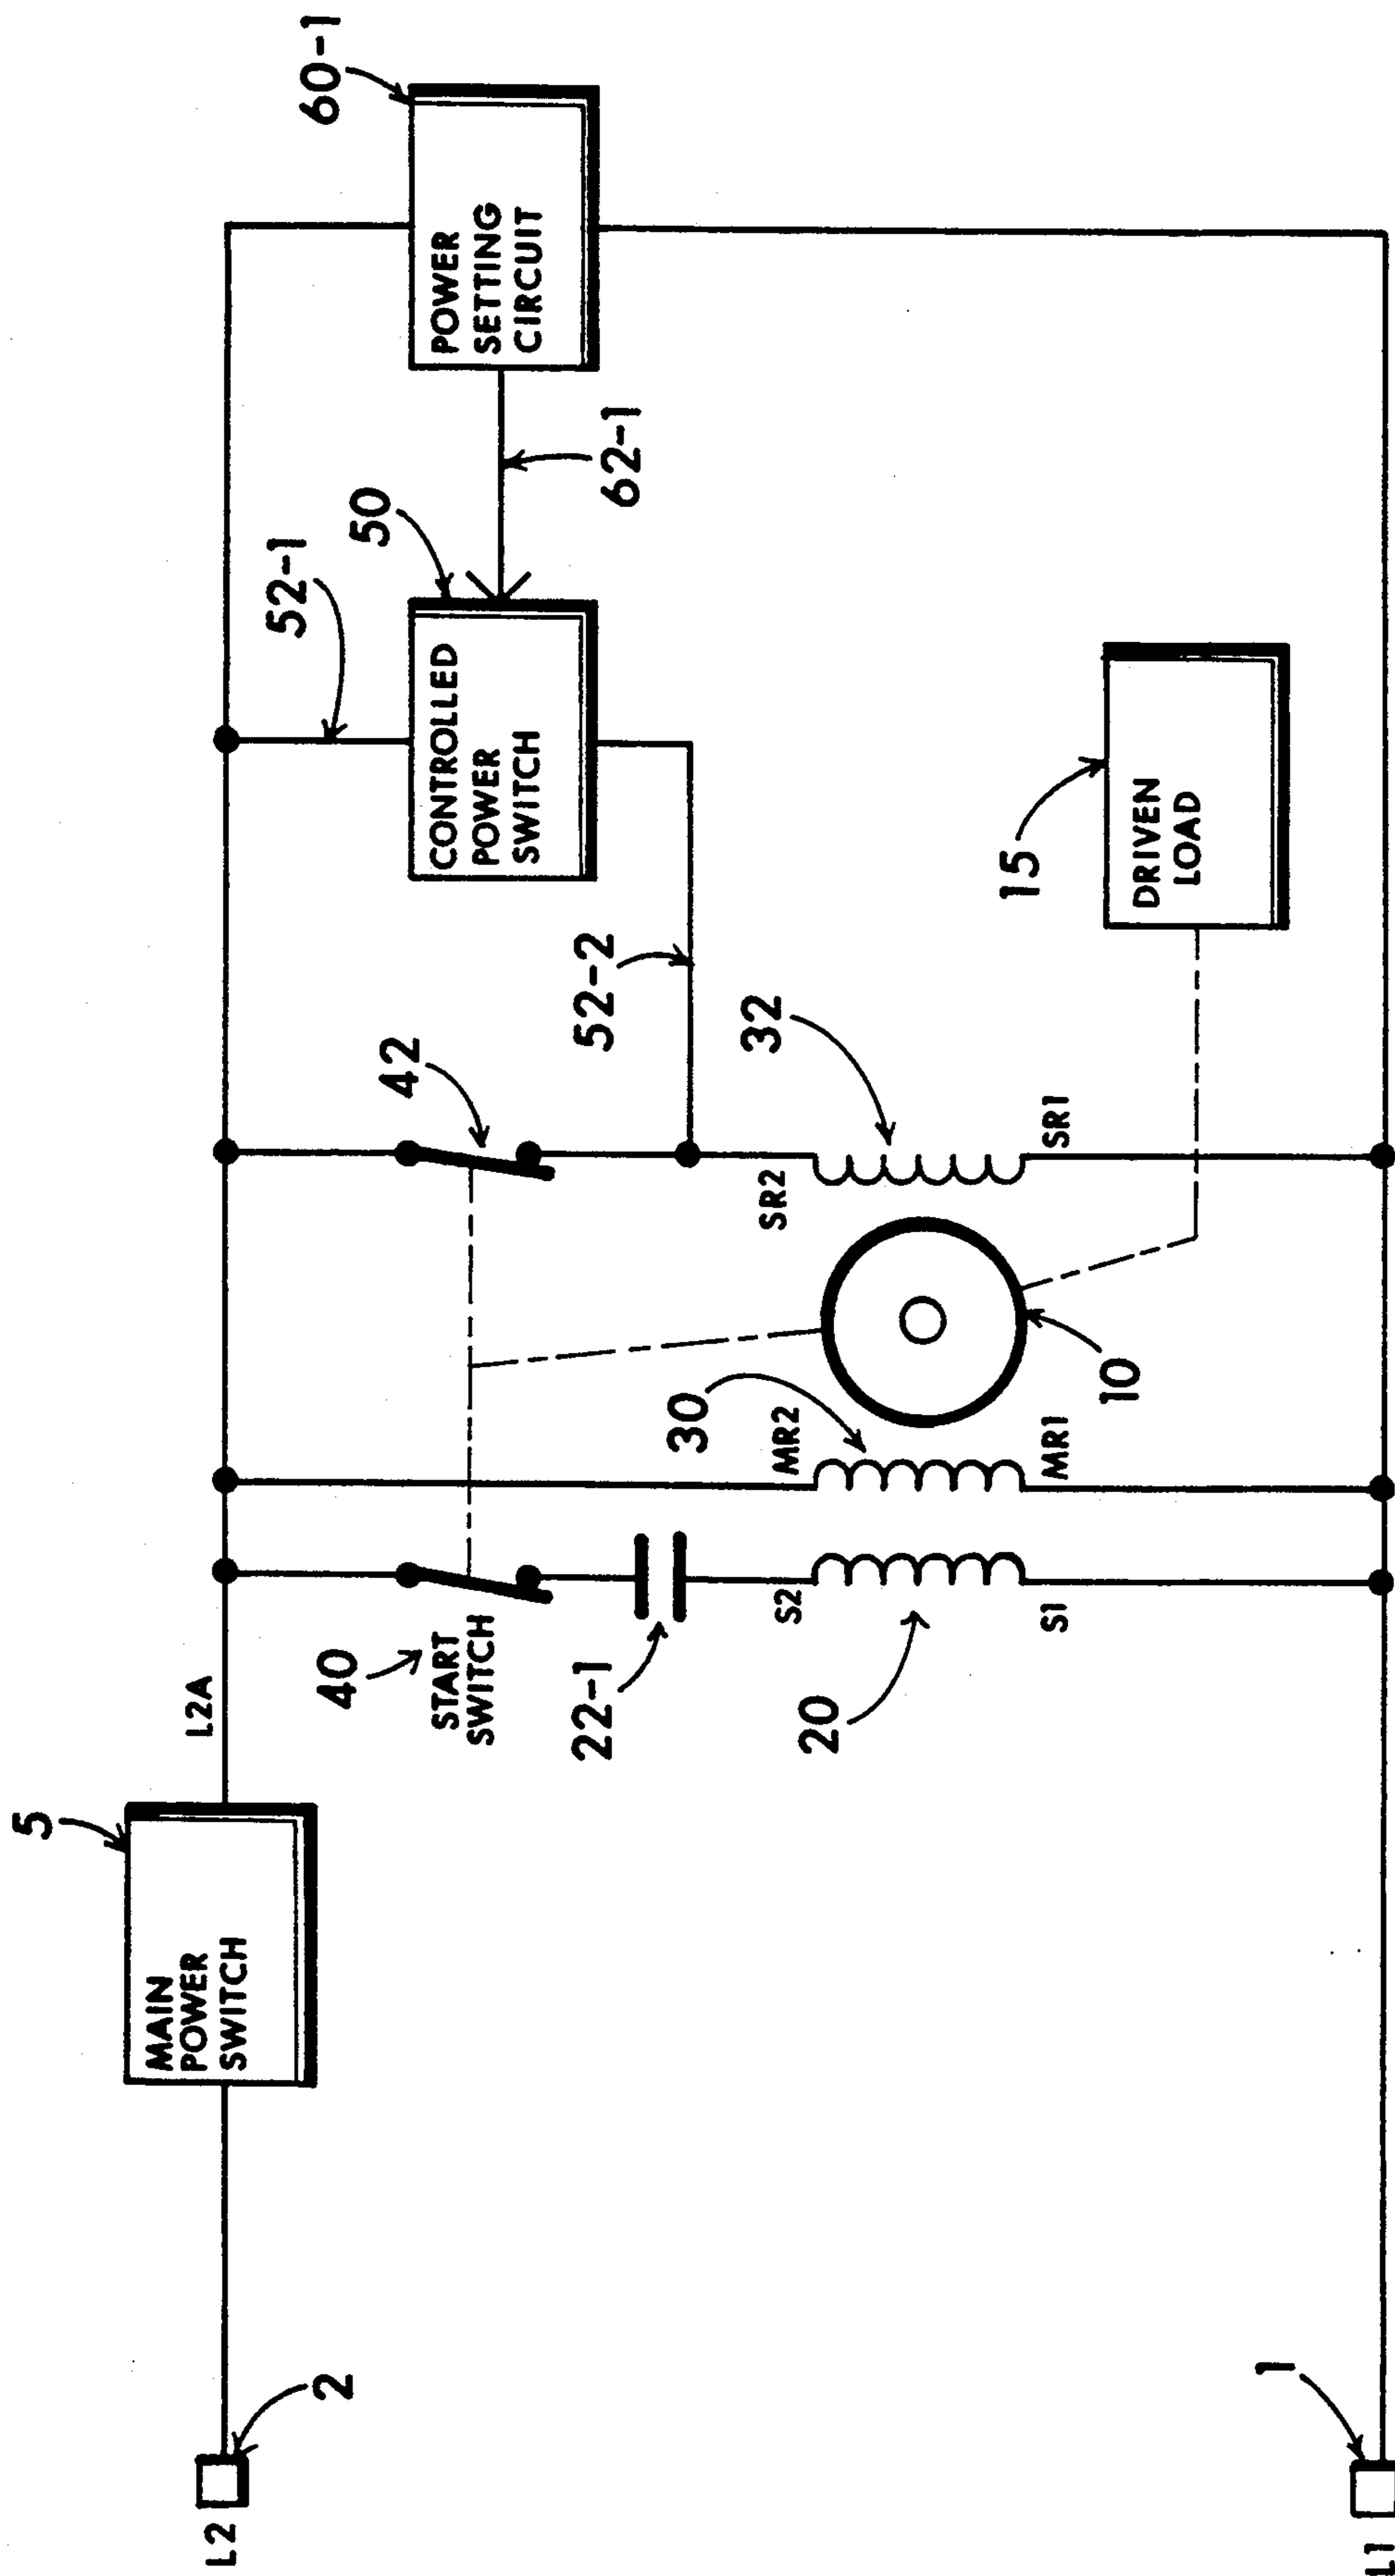 5
MAIN
POWER
SWITCH
L2
2
L2A
40
START
SWITCH
22-1
S2
20
S1
30
MR2
MR1
10
42
SR2
32
SR1
52-1
50
CONTROLLED
POWER
SWITCH
52-2
15
DRIVEN
LOAD
62-1
60-1
POWER
SETTING
CIRCUIT
1
L1